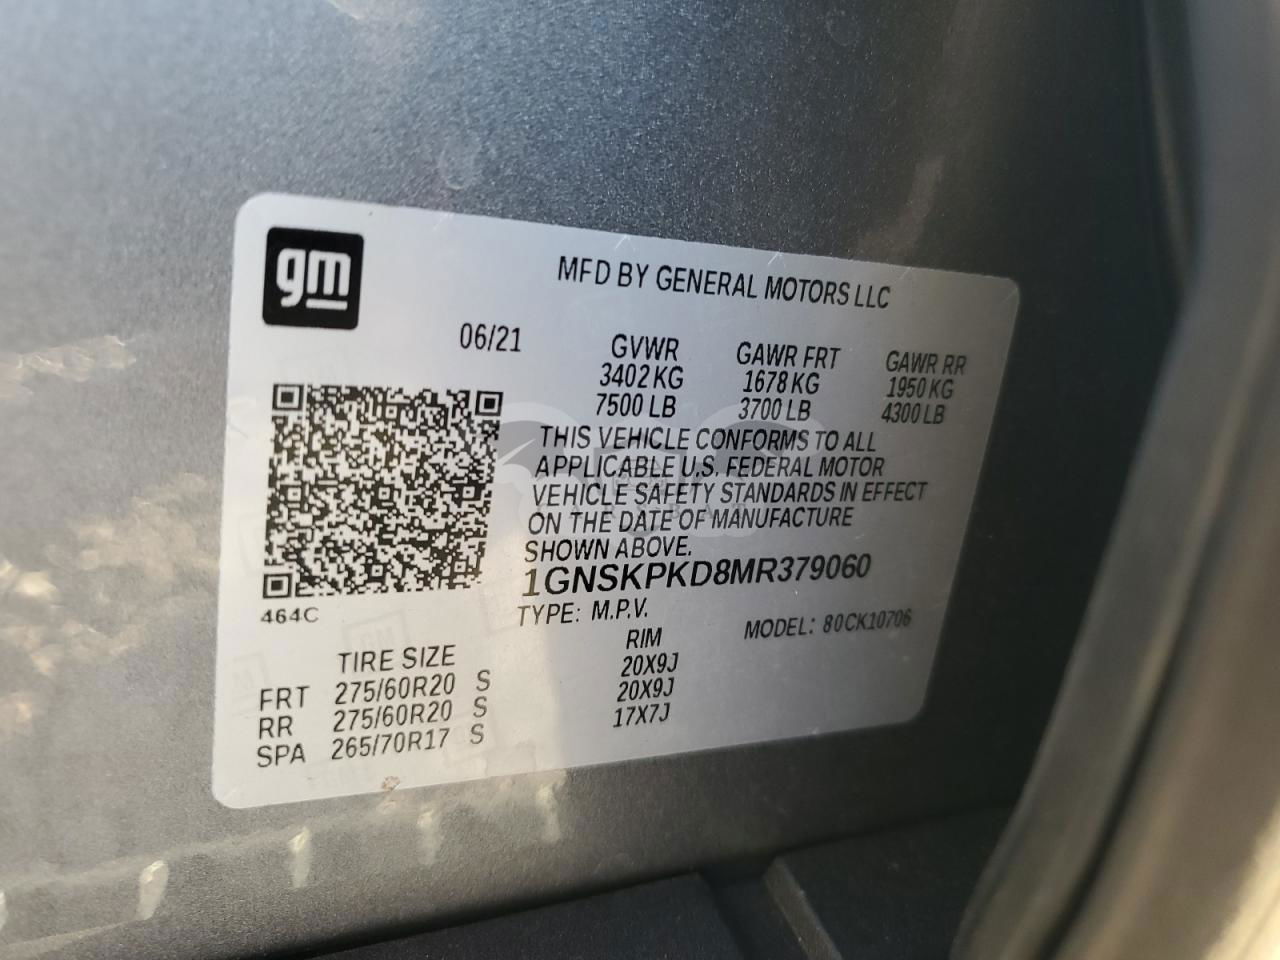 gm
MFD BY GENERAL MOTORS LLC
06/21 GVWR GAWR FRT GAWR RR
3402 KG 1678 KG 1950 KG
7500 LB 3700 LB 4300 LB
THIS VEHICLE CONFORMS TO ALL
APPLICABLE U.S. FEDERAL MOTOR
VEHICLE SAFETY STANDARDS IN EFFECT
ON THE DATE OF MANUFACTURE
SHOWN ABOVE.
1GNSKPKD8MR379060
464C
TYPE: M.P.V. MODEL: 80CK10706
TIRE SIZE RIM
FRT 275/60R20 S 20X9J
RR 275/60R20 S 20X9J
SPA 265/70R17 S 17X7J